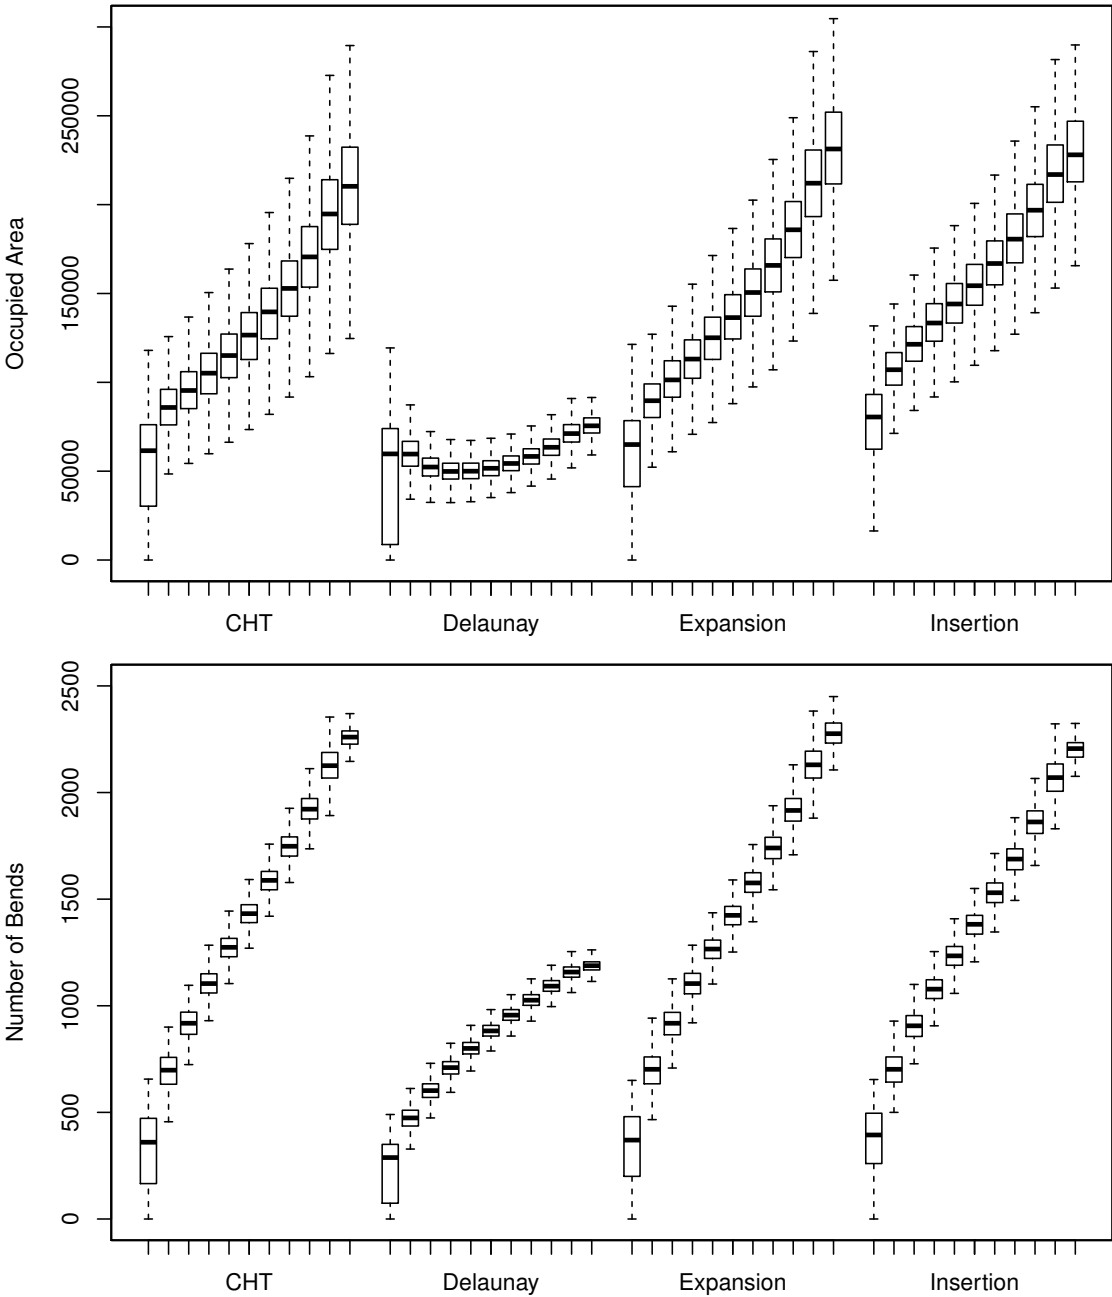 Occupied Area
250000
150000
50000
0
CHT Delaunay Expansion Insertion
Number of Bends
2500
2000
1500
1000
500
0
CHT Delaunay Expansion Insertion